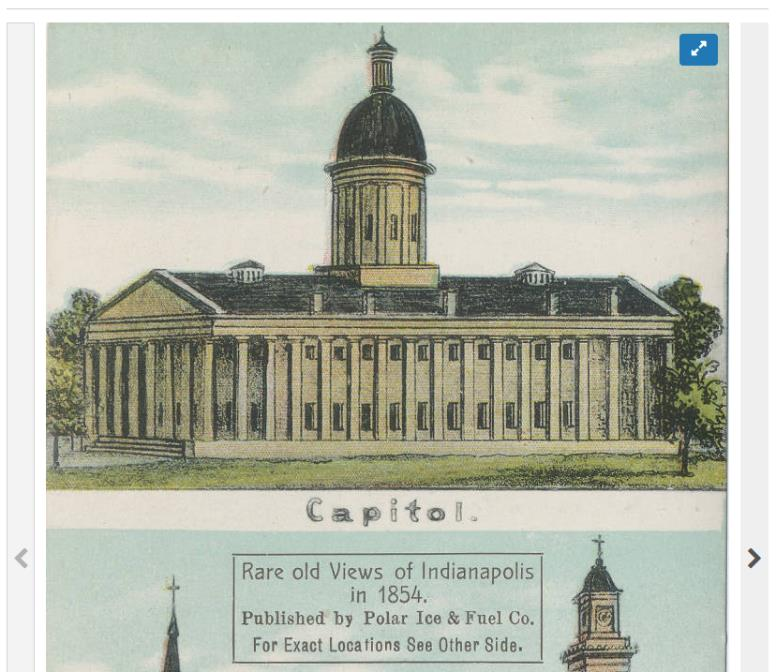 Capitol.
Rare old Views of Indianapolis
in 1854.
Published by Polar Ice & Fuel Co.
For Exact Locations See Other Side.